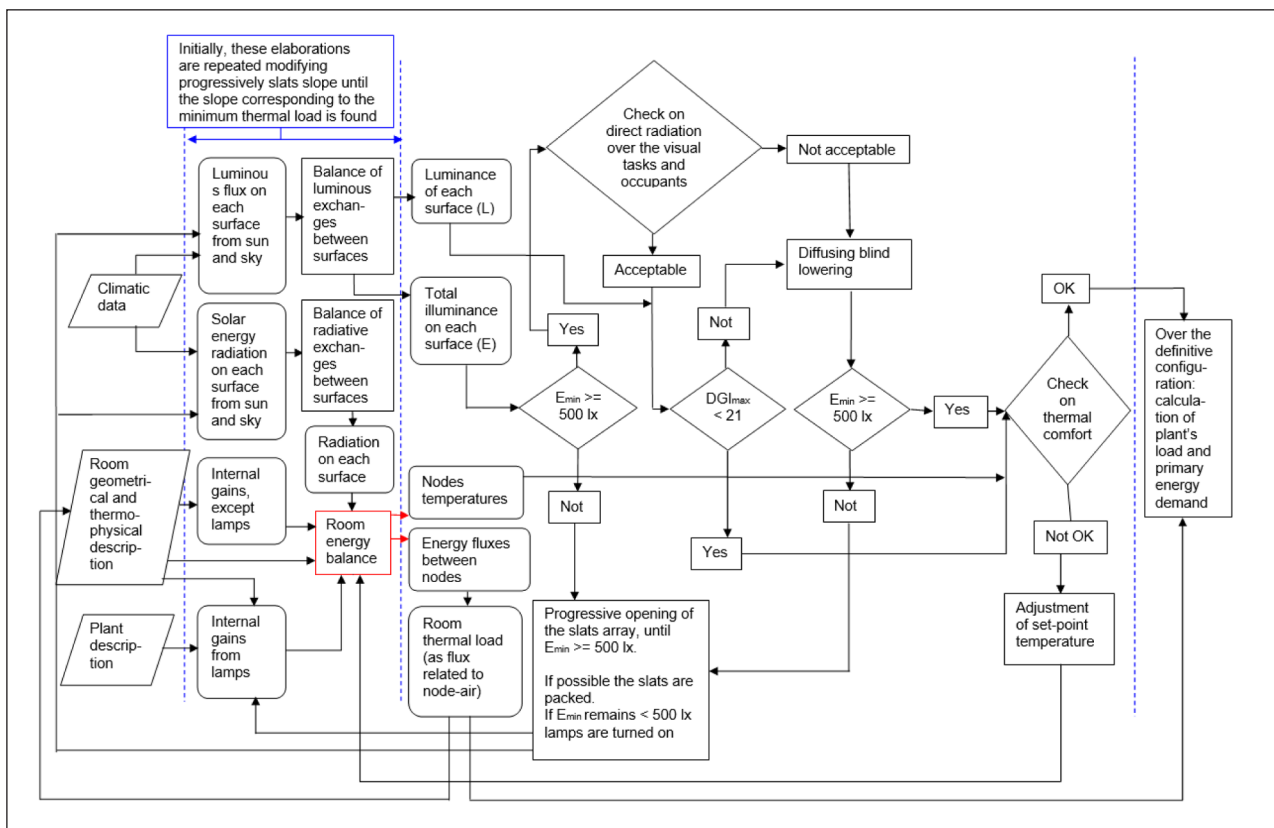 Initially, these elaborations
are repeated modifying
progressively slats slope until
the slope corresponding to the
minimum thermal load is found
Luminou
s flux on
each
surface
from sun
and sky
Balance of
luminous
exchan-
ges
between
surfaces
Luminance
of each
surface (L)
Check on
direct radiation
over the visual
tasks and
occupants
Not acceptable
Acceptable
Diffusing blind
lowering
Climatic
data
Solar
energy
radiation
on each
surface
from sun
and sky
Balance of
radiative
exchan-
ges
between
surfaces
Total
illuminance
on each
surface (E)
Yes
Not
OK
Emin >=
500 lx
DGImax
< 21
Emin >=
500 lx
Yes
Check
on
thermal
comfort
Over the
definitive
configu-
ration:
calcula-
tion of
plant's
load and
primary
energy
demand
Radiation
on each
surface
Room
geometri-
cal and
thermo-
physical
descrip-
tion
Internal
gains,
except
lamps
Room
energy
balance
Nodes
temperatures
Not
Not
Energy fluxes
between
nodes
Yes
Not OK
Plant
descrip-
tion
Internal
gains
from
lamps
Room
thermal load
(as flux
related to
node-air)
Progressive opening of
the slats array, until
Emin >= 500 lx.
If possible the slats are
packed.
If Emin remains < 500 lx
lamps are turned on
Adjustment
of set-point
temperature